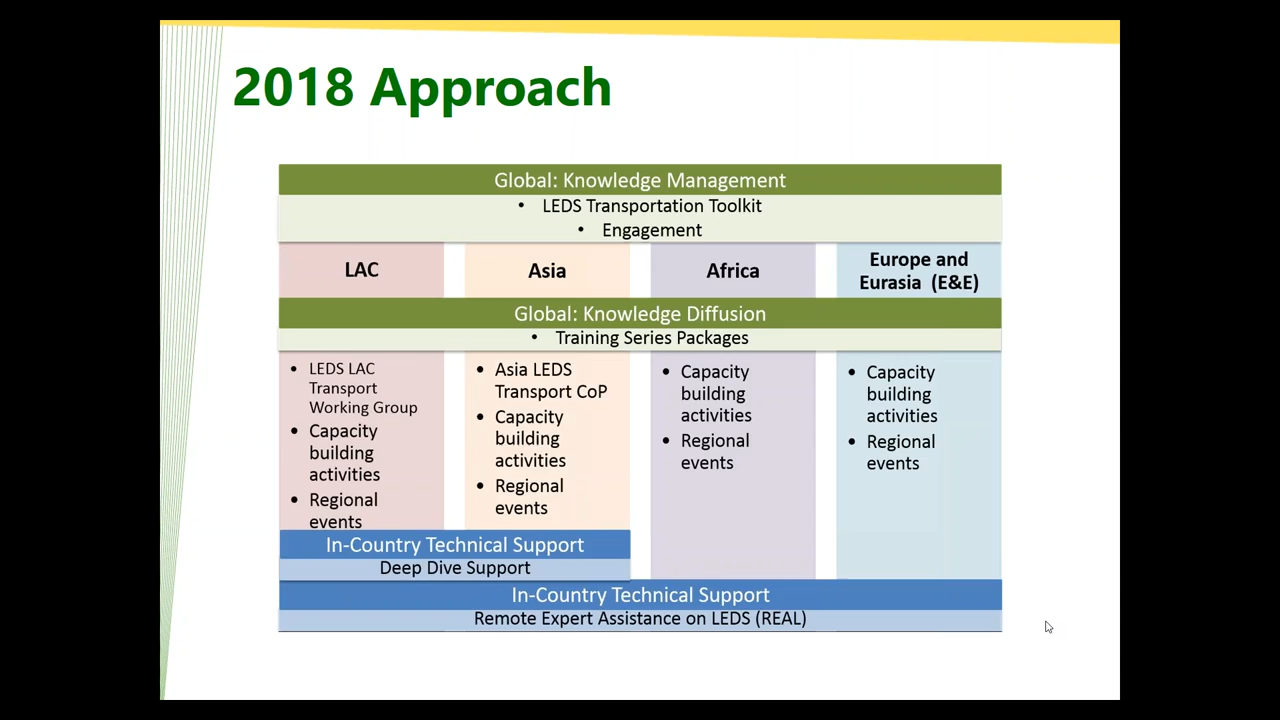 2018 Approach
Global: Knowledge Management
• LEDS Transportation Toolkit
• Engagement
LAC
Asia
Africa
Europe and
Eurasia (E&E)
Global: Knowledge Diffusion
• Training Series Packages
• LEDS LAC
Transport
Working Group
• Capacity
building
activities
• Regional
events
• Asia LEDS
Transport CoP
• Capacity
building
activities
• Regional
events
• Capacity
building
activities
• Regional
events
• Capacity
building
activities
• Regional
events
In-Country Technical Support
Deep Dive Support
In-Country Technical Support
Remote Expert Assistance on LEDS (REAL)